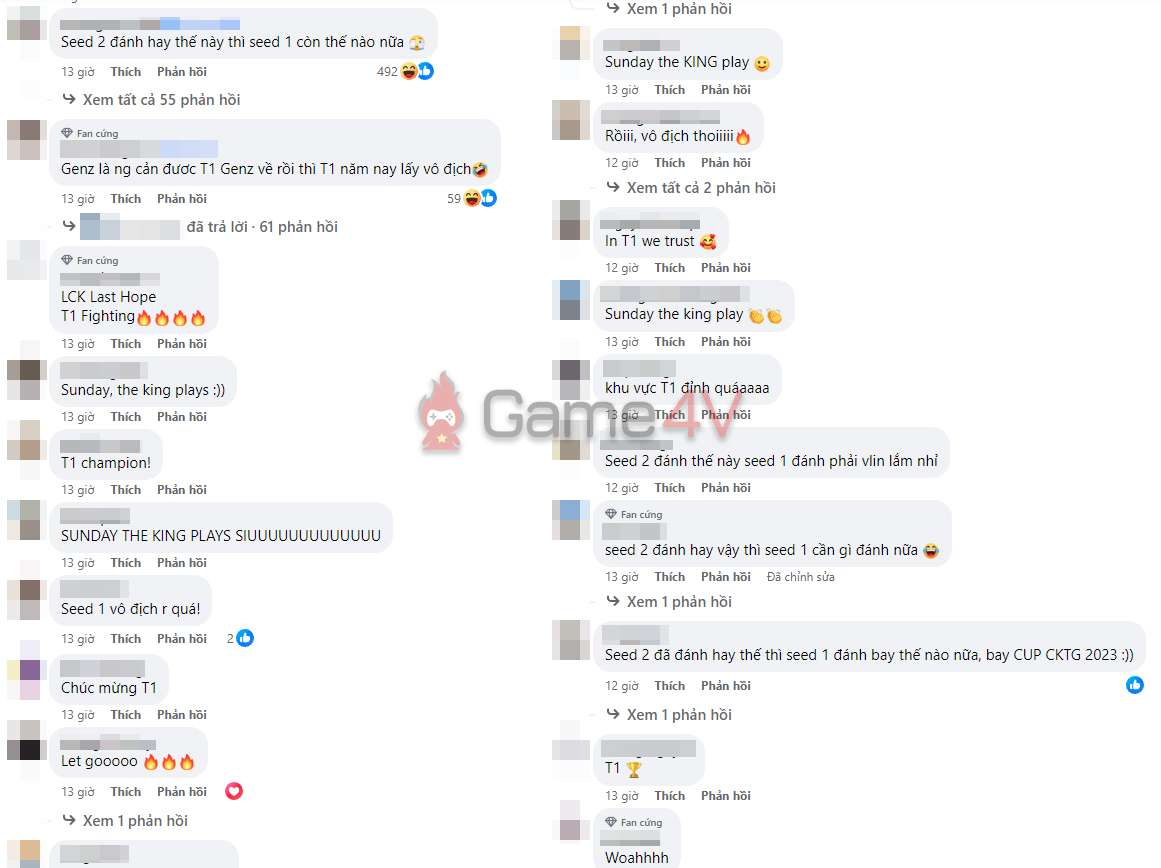 Seed 2 đánh hay thế này thì seed 1 còn thế nào nữa 🫣
13 giờ Thích Phản hồi 492
Xem tất cả 55 phản hồi
Fan cứng
Genz là ng cản đươc T1 Genz về rồi thì T1 năm nay lấy vô địch🤣
13 giờ Thích Phản hồi 59
đã trả lời · 61 phản hồi
Fan cứng
LCK Last Hope
T1 Fighting🔥🔥🔥🔥
13 giờ Thích Phản hồi
Sunday, the king plays :))
13 giờ Thích Phản hồi
T1 champion!
13 giờ Thích Phản hồi
SUNDAY THE KING PLAYS SIUUUUUUUUUUUUU
13 giờ Thích Phản hồi
Seed 1 vô địch r quá!
13 giờ Thích Phản hồi 2
Chúc mừng T1
13 giờ Thích Phản hồi
Let gooooo 🔥🔥🔥
13 giờ Thích Phản hồi
Xem 1 phản hồi
Xem 1 phản hồi
Sunday the KING play 🙂
13 giờ Thích Phản hồi
Rồiii, vô địch thoiiiii🔥
12 giờ Thích Phản hồi
Xem tất cả 2 phản hồi
In T1 we trust 🥰
12 giờ Thích Phản hồi
Sunday the king play 👏👏
13 giờ Thích Phản hồi
khu vực T1 đỉnh quáaaaa
13 giờ Thích Phản hồi
Seed 2 đánh thế này seed 1 đánh phải vlin lắm nhỉ
12 giờ Thích Phản hồi
Fan cứng
seed 2 đánh hay vậy thì seed 1 cần gì đánh nữa 😂
13 giờ Thích Phản hồi Đã chỉnh sửa
Xem 1 phản hồi
Seed 2 đã đánh hay thế thì seed 1 đánh bay thế nào nữa, bay CUP CKTG 2023 :))
12 giờ Thích Phản hồi
Xem 1 phản hồi
T1 🏆
13 giờ Thích Phản hồi
Fan cứng
Woahhhh
Game4V